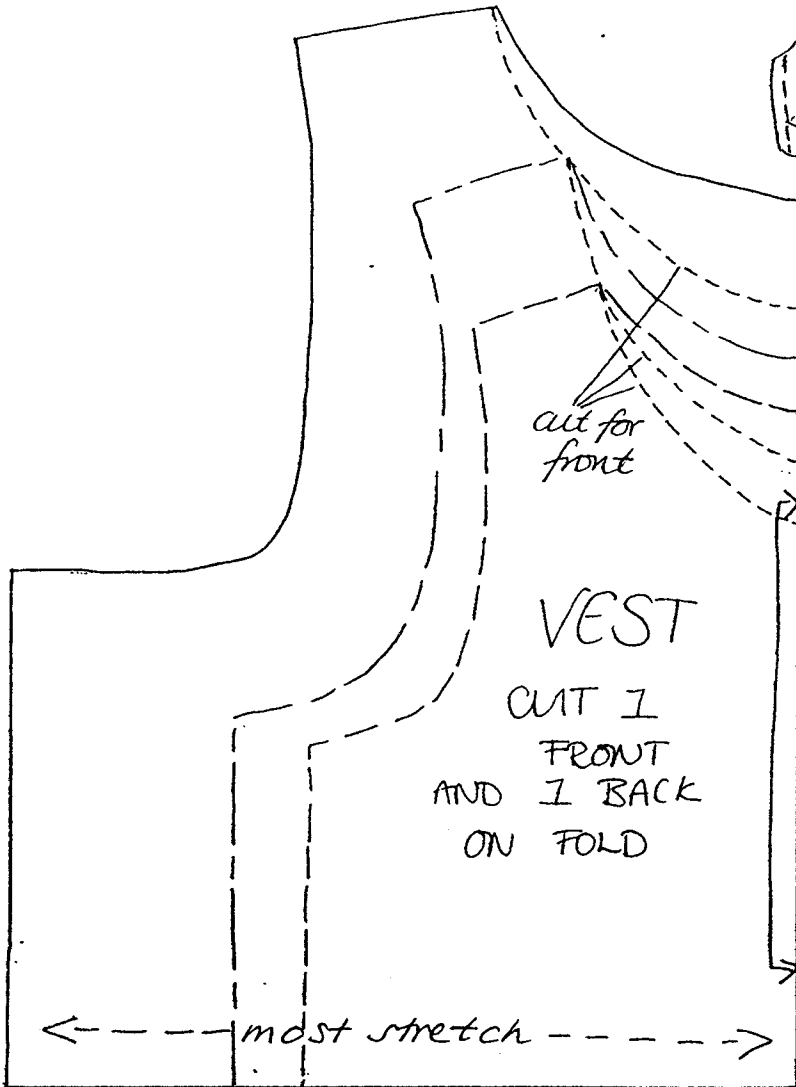 cut for
front
VEST
CUT 1
FRONT
AND 1 BACK
ON FOLD
most stretch